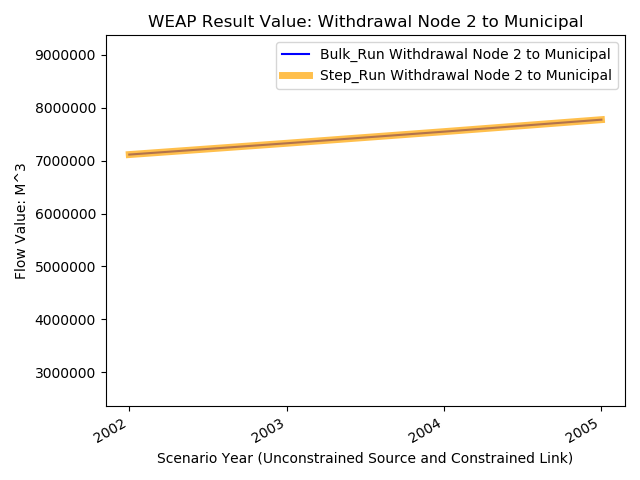 WEAP Result Value: Withdrawal Node 2 to Municipal
Bulk_Run Withdrawal Node 2 to Municipal
Step_Run Withdrawal Node 2 to Municipal
Flow Value: M^3
9000000
8000000
7000000
6000000
5000000
4000000
3000000
2002
2003
2004
2005
Scenario Year (Unconstrained Source and Constrained Link)